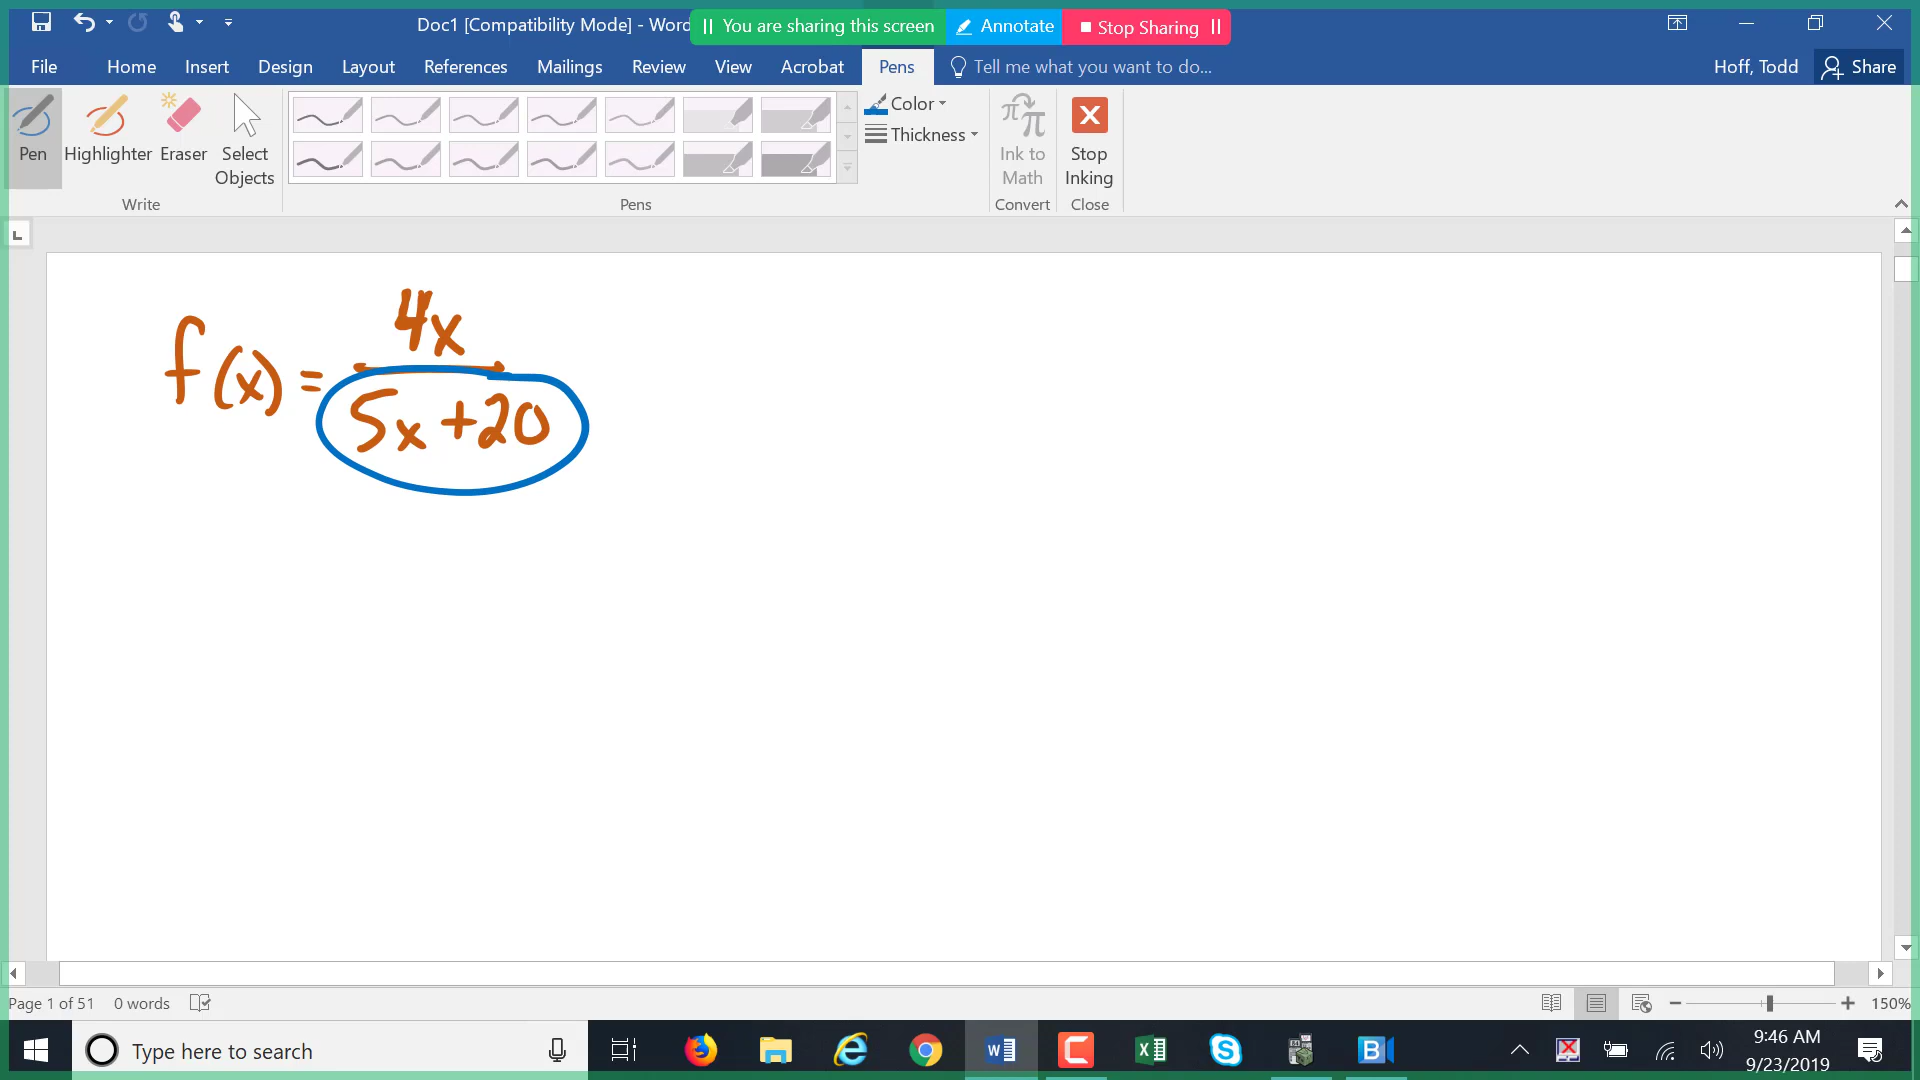 Doc1 [Compatibility Mode] - Word
You are sharing this screen
Annotate
Stop Sharing
File Home Insert Design Layout References Mailings Review View Acrobat Pens Tell me what you want to do... Hoff, Todd Share
Pen Highlighter Eraser Select Objects
Color
Thickness
Ink to Math
Stop Inking
Write Pens Convert Close
4x
f(x) =
5x + 20
Page 1 of 51 0 words 150%
Type here to search
9:46 AM
9/23/2019